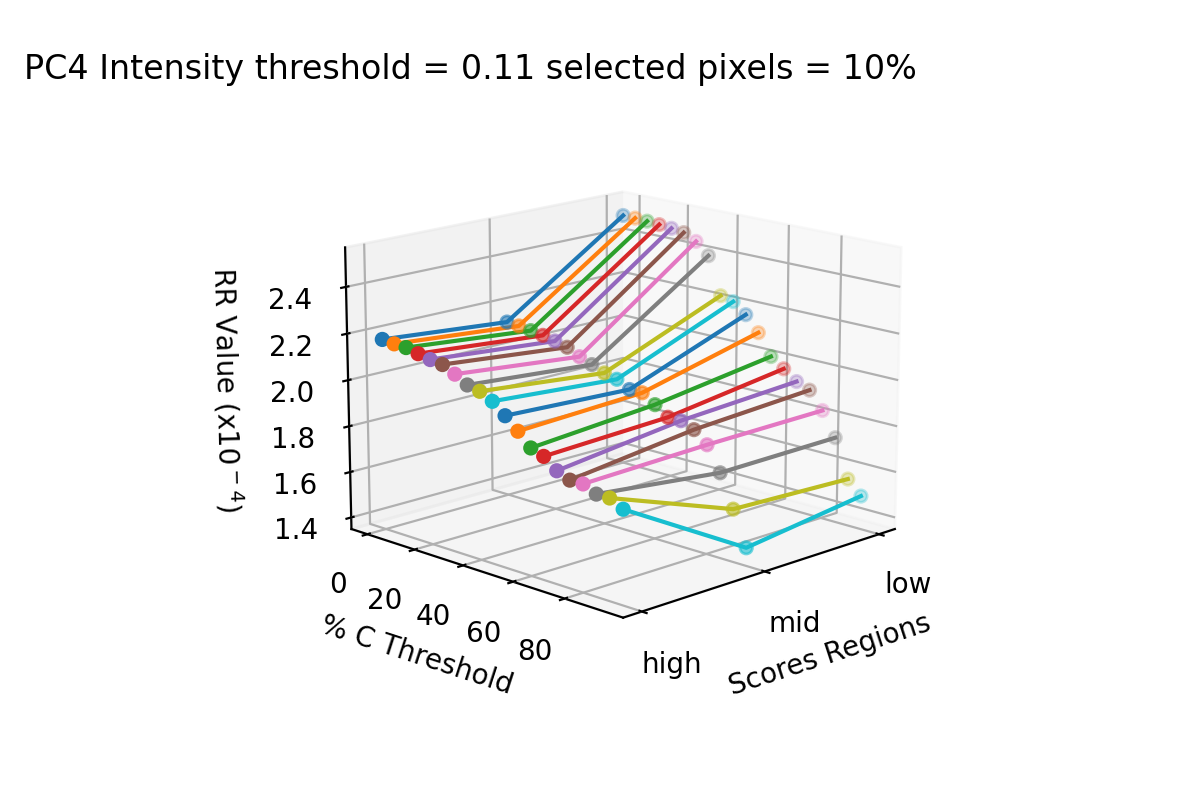 PC4 Intensity threshold = 0.11 selected pixels = 10%
RR Value (x10⁻⁴)
2.4
2.2
2.0
1.8
1.6
1.4
0
20
40
60
80
% C Threshold
high
mid
low
Scores Regions